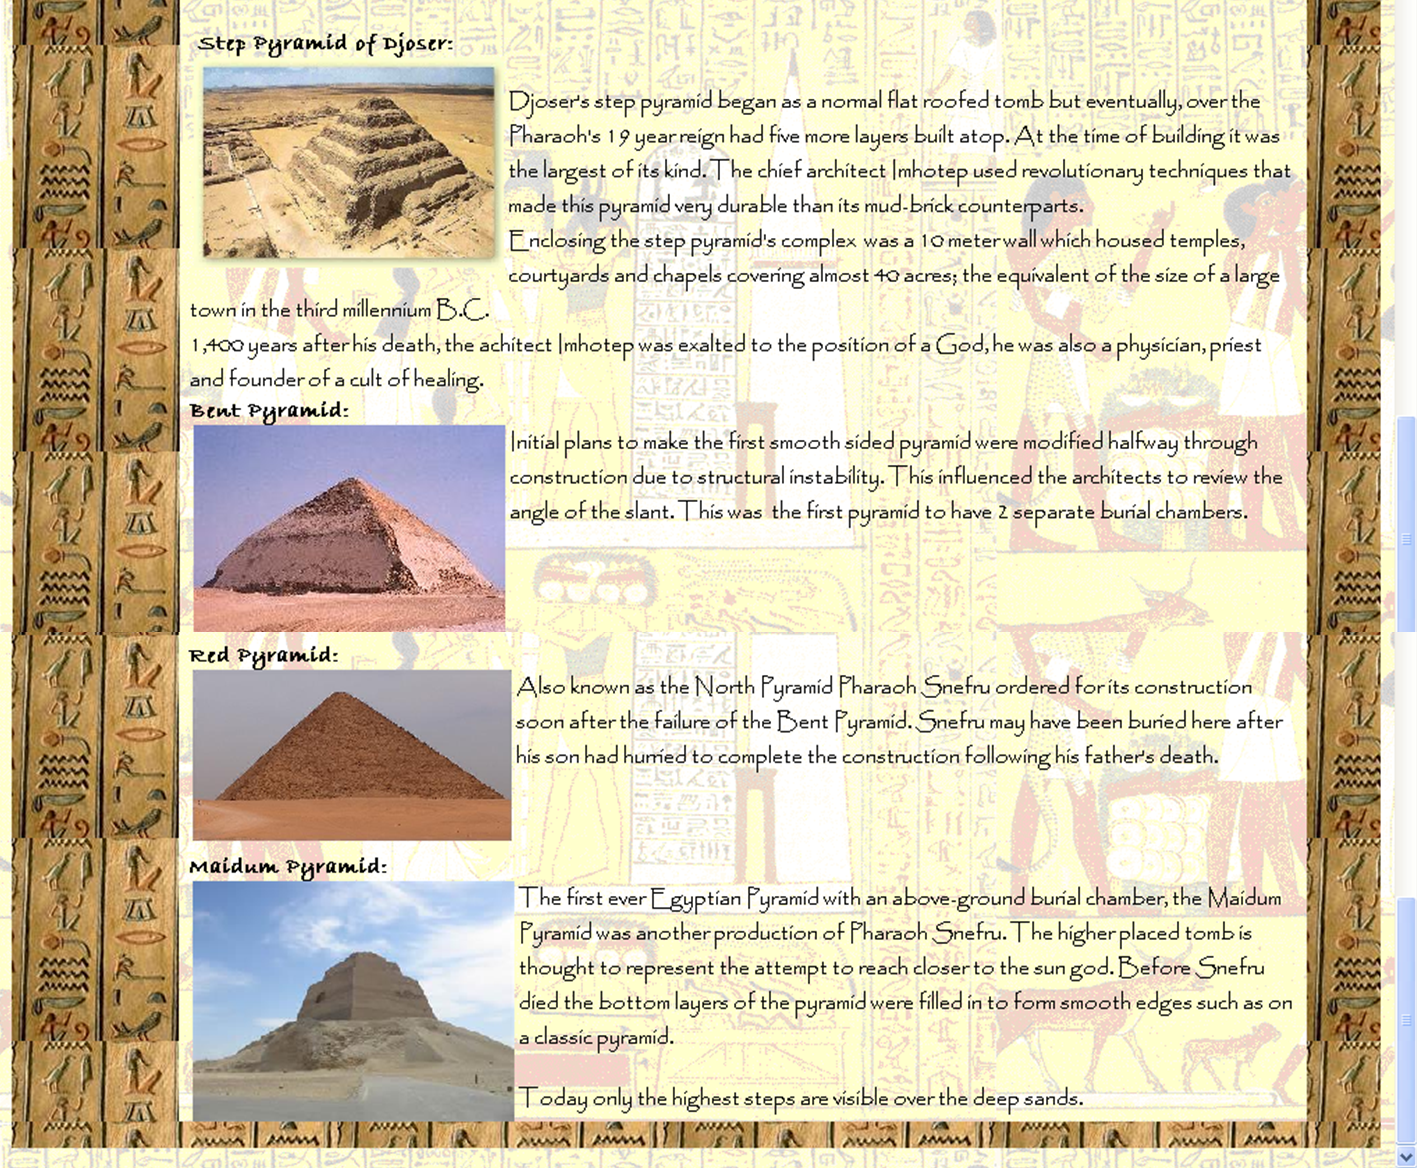 Step Pyramid of Djoser:
Djoser's step pyramid began as a normal flat roofed tomb but eventually, over the
Pharaoh's 19 year reign had five more layers built atop. At the time of building it was
the largest of its kind. The chief architect Imhotep used revolutionary techniques that
made this pyramid very durable than its mud-brick counterparts.
Enclosing the step pyramid's complex was a 10 meter wall which housed temples,
courtyards and chapels covering almost 40 acres; the equivalent of the size of a large
town in the third millennium B.C.
1,400 years after his death, the achitect Imhotep was exalted to the position of a God, he was also a physician, priest
and founder of a cult of healing.
Bent Pyramid:
Initial plans to make the first smooth sided pyramid were modified halfway through
construction due to structural instability. This influenced the architects to review the
angle of the slant. This was the first pyramid to have 2 separate burial chambers.
Red Pyramid:
Also known as the North Pyramid Pharaoh Snefru ordered for its construction
soon after the failure of the Bent Pyramid. Snefru may have been buried here after
his son had hurried to complete the construction following his father's death.
Maidum Pyramid:
The first ever Egyptian Pyramid with an above-ground burial chamber, the Maidum
Pyramid was another production of Pharaoh Snefru. The higher placed tomb is
thought to represent the attempt to reach closer to the sun god. Before Snefru
died the bottom layers of the pyramid were filled in to form smooth edges such as on
a classic pyramid.
Today only the highest steps are visible over the deep sands.